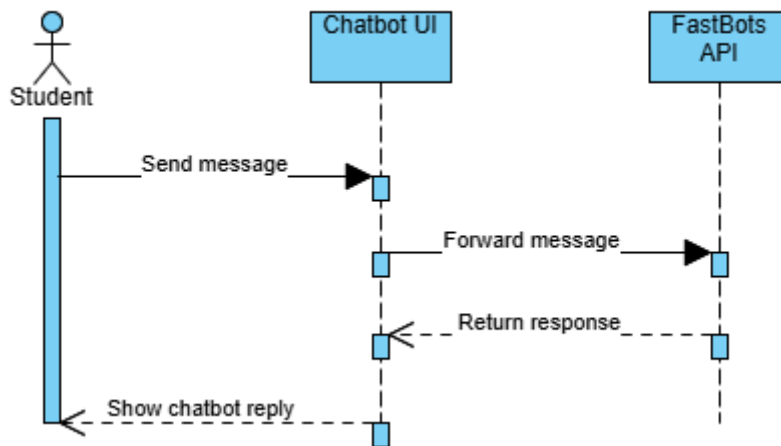 Chatbot UI
FastBots
API
Student
Send message
Forward message
Return response
Show chatbot reply